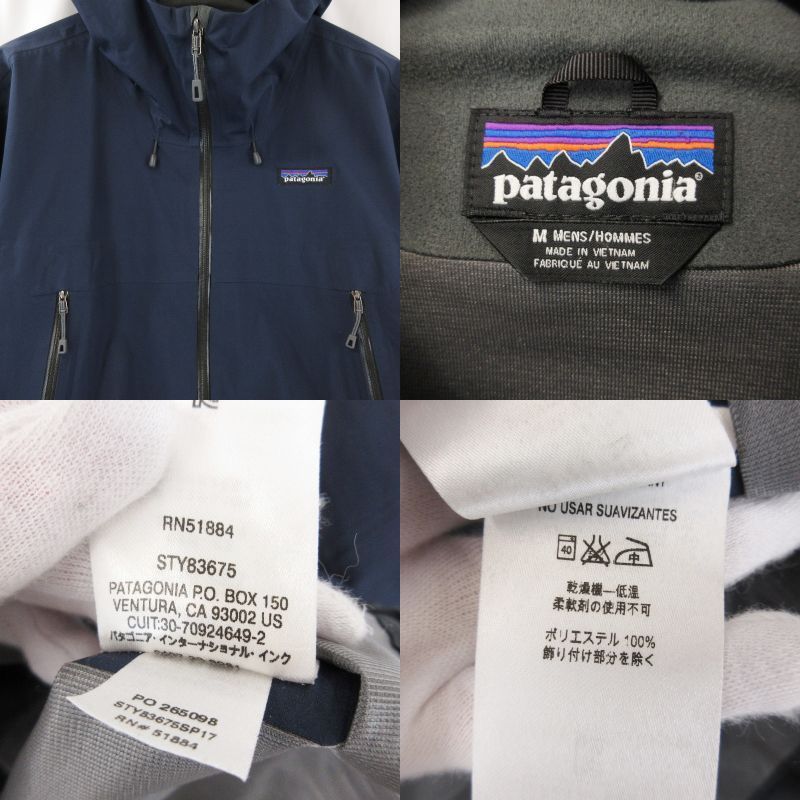 patagonia
patagonia®
M MENS/HOMMES
MADE IN VIETNAM
FABRIQUÉ AU VIETNAM
RN51884
STY83675
PATAGONIA P.O. BOX 150
VENTURA, CA 93002 US
CUIT:30-70924649-2
パタゴニア・インターナショナル・インク
PO 265098
STY83675SP17
RN# 51884
NO USAR SUAVIZANTES
40 中
乾燥機―低温
柔軟剤の使用不可
ポリエステル 100%
飾り付け部分を除く